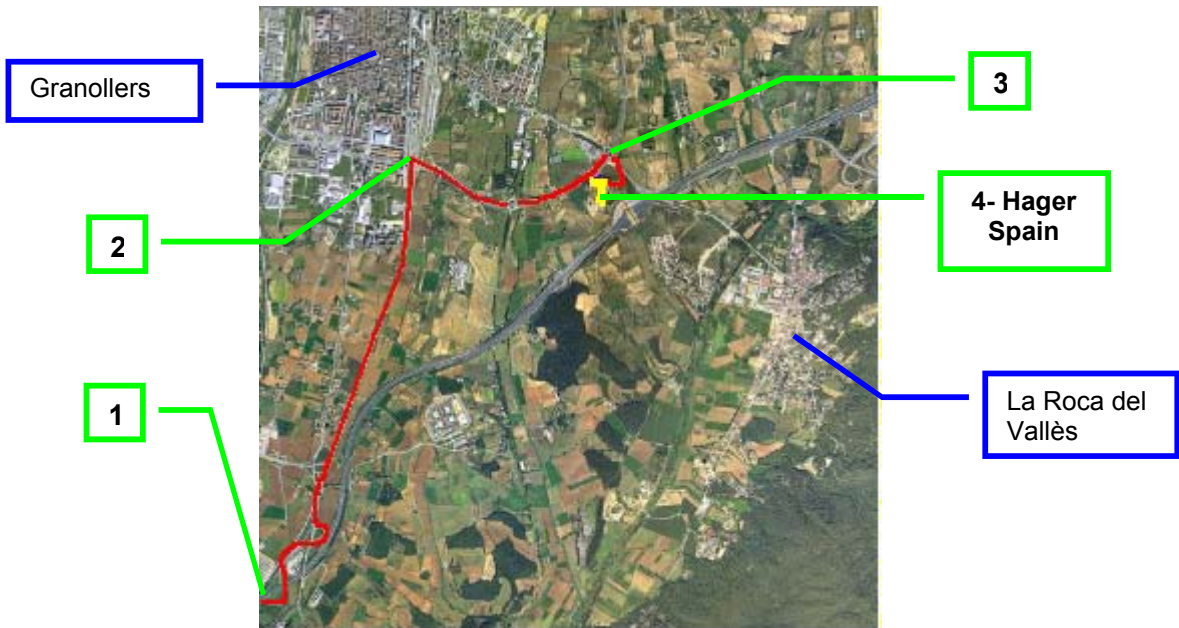 Granollers
3
4- Hager
Spain
2
1
La Roca del
Vallès